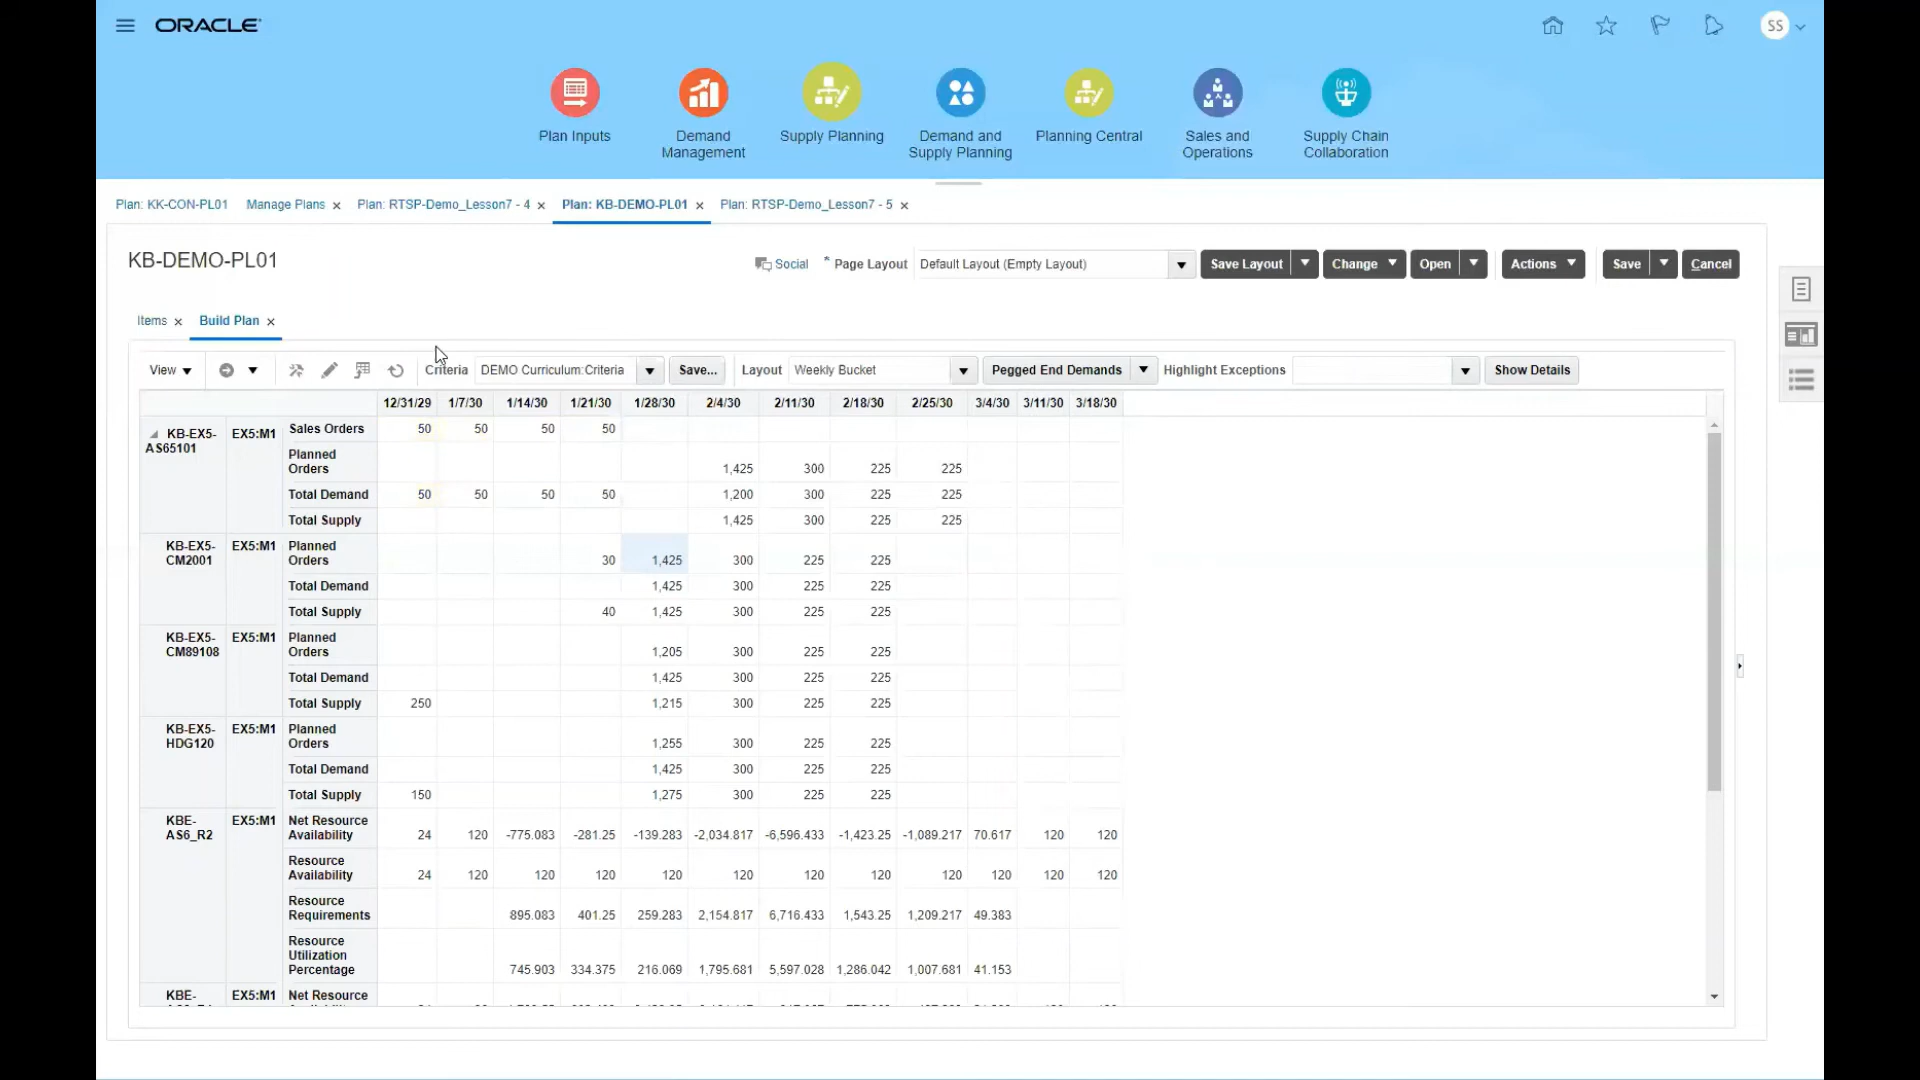 ORACLE
SS
Plan Inputs
Demand
Management
Supply Planning
Demand and
Supply Planning
Planning Central
Sales and
Operations
Supply Chain
Collaboration
Plan: KK-CON-PL01 Manage Plans Plan: RTSP-Demo_Lesson7 - 4 Plan: KB-DEMO-PL01 Plan: RTSP-Demo_Lesson7 - 5
KB-DEMO-PL01
Social * Page Layout Default Layout (Empty Layout) Save Layout Change Open Actions Save Cancel
Items Build Plan
View Criteria DEMO Curriculum:Criteria Save... Layout Weekly Bucket Pegged End Demands Highlight Exceptions Show Details
12/31/29 1/7/30 1/14/30 1/21/30 1/28/30 2/4/30 2/11/30 2/18/30 2/25/30 3/4/30 3/11/30 3/18/30
KB-EX5-
AS65101
EX5:M1
Sales Orders 50 50 50 50
Planned
Orders 1,425 300 225 225
Total Demand 50 50 50 50 1,200 300 225 225
Total Supply 1,425 300 225 225
KB-EX5-
CM2001
EX5:M1
Planned
Orders 30 1,425 300 225 225
Total Demand 1,425 300 225 225
Total Supply 40 1,425 300 225 225
KB-EX5-
CM89108
EX5:M1
Planned
Orders 1,205 300 225 225
Total Demand 1,425 300 225 225
Total Supply 250 1,215 300 225 225
KB-EX5-
HDG120
EX5:M1
Planned
Orders 1,255 300 225 225
Total Demand 1,425 300 225 225
Total Supply 150 1,275 300 225 225
KBE-
AS6_R2
EX5:M1
Net Resource
Availability 24 120 -775.083 -281.25 -139.283 -2,034.817 -6,596.433 -1,423.25 -1,089.217 70.617 120 120
Resource
Availability 24 120 120 120 120 120 120 120 120 120 120 120
Resource
Requirements 895.083 401.25 259.283 2,154.817 6,716.433 1,543.25 1,209.217 49.383
Resource
Utilization
Percentage 745.903 334.375 216.069 1,795.681 5,597.028 1,286.042 1,007.681 41.153
KBE- EX5:M1 Net Resource